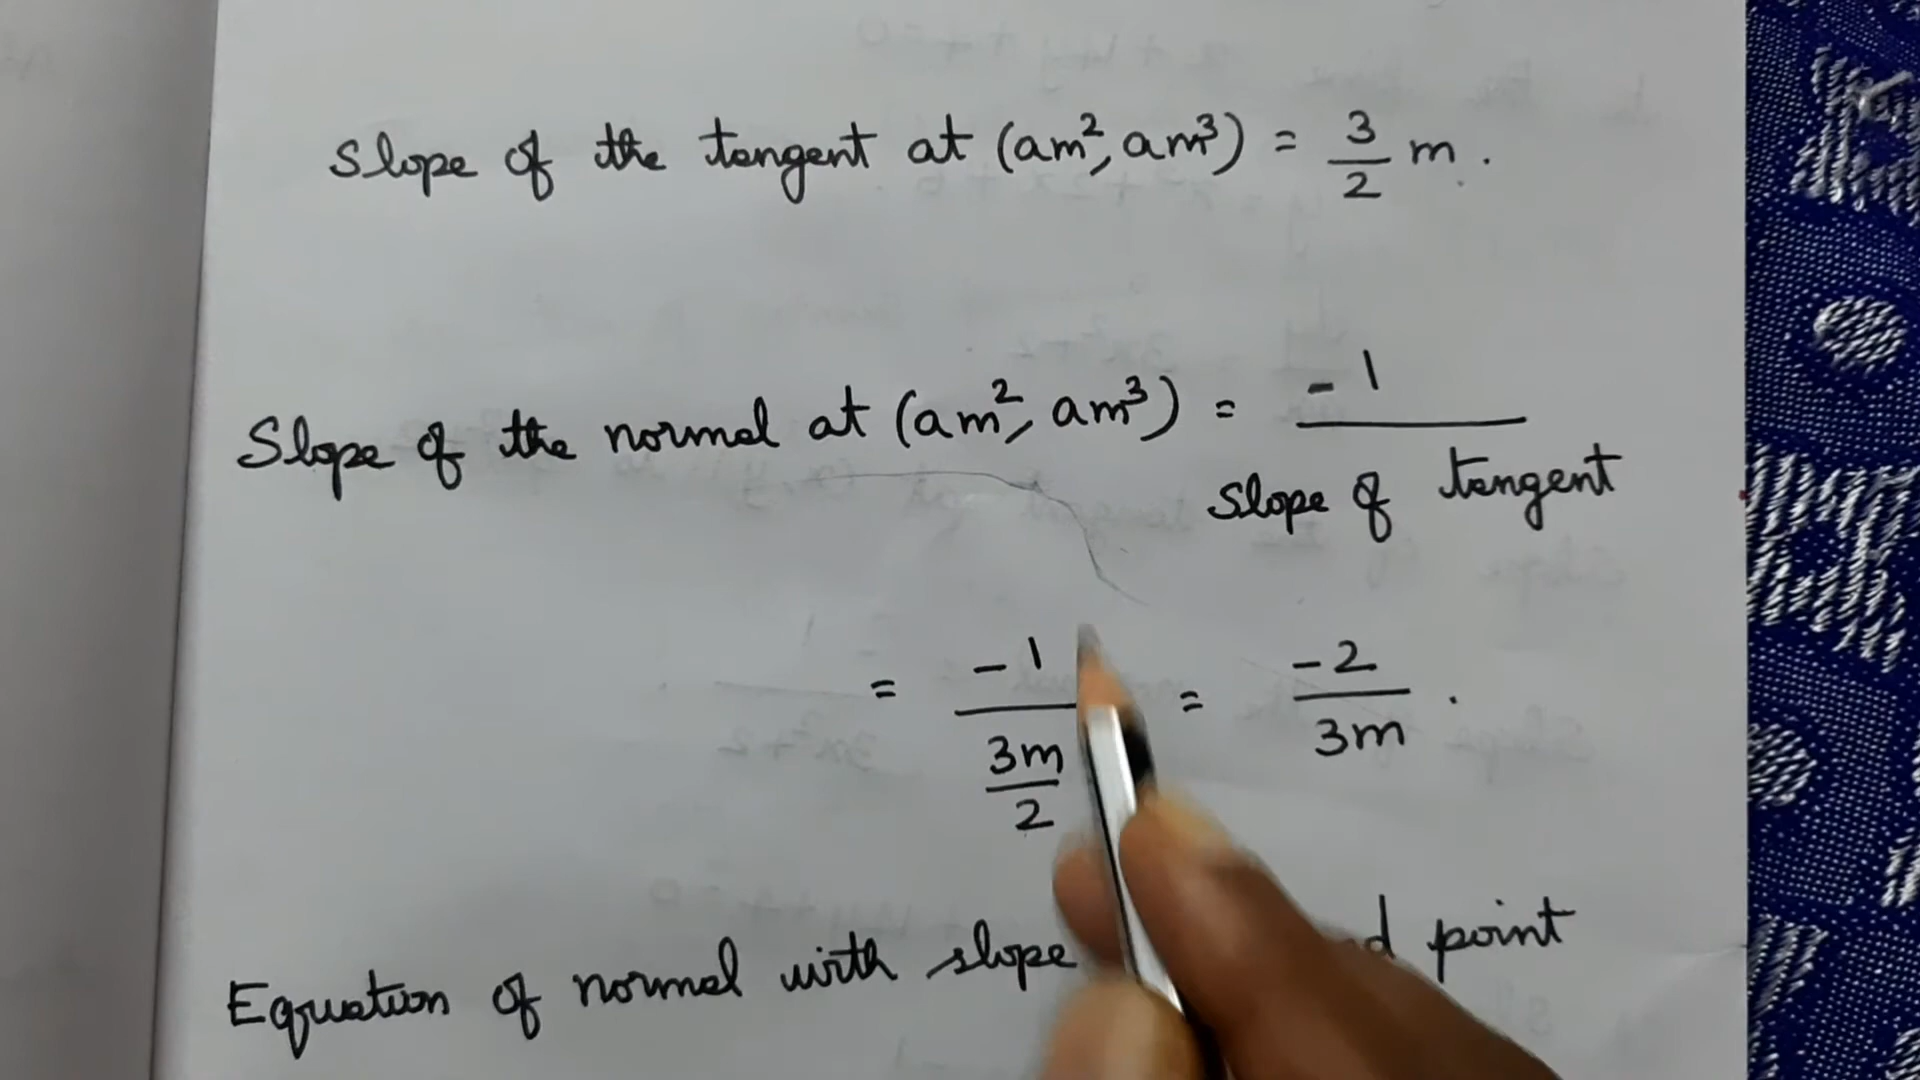 Slope of the tangent at (am², am³) = 3/2 m.
Slope of the normal at (am², am³) = -1 / slope of tangent
= -1 / (3m/2) = -2/3m.
Equation of normal with slope point